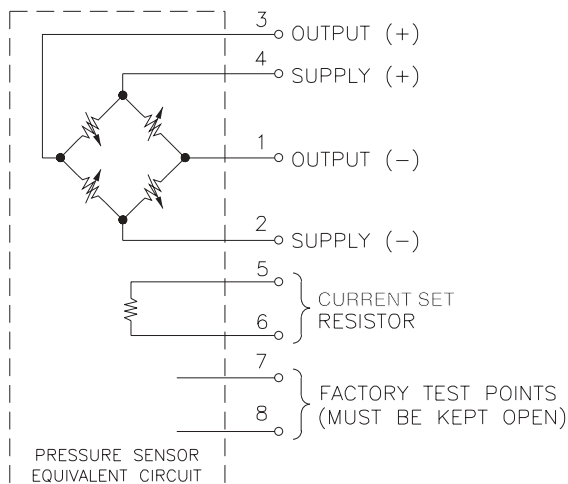 3 OUTPUT (+)
4 SUPPLY (+)
1 OUTPUT (-)
2 SUPPLY (-)
5
CURRENT SET
RESISTOR
6
7
FACTORY TEST POINTS
(MUST BE KEPT OPEN)
8
PRESSURE SENSOR
EQUIVALENT CIRCUIT